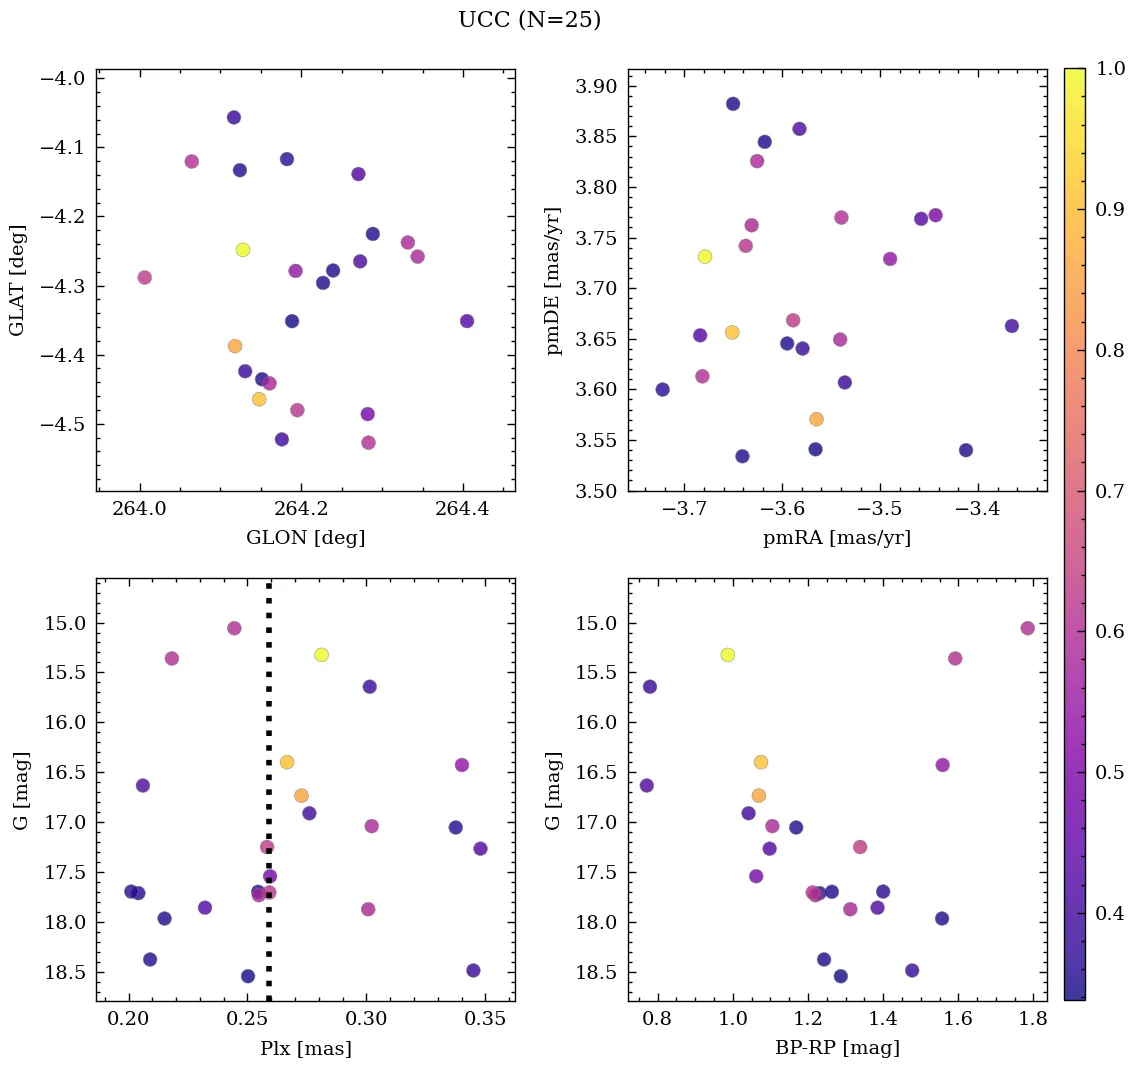 UCC (N=25)
−4.0
−4.1
−4.2
−4.3
−4.4
−4.5
GLAT [deg]
264.0 264.2 264.4
GLON [deg]
3.90
3.85
3.80
3.75
3.70
3.65
3.60
3.55
3.50
pmDE [mas/yr]
−3.7 −3.6 −3.5 −3.4
pmRA [mas/yr]
15.0
15.5
16.0
16.5
17.0
17.5
18.0
18.5
G [mag]
0.20 0.25 0.30 0.35
Plx [mas]
15.0
15.5
16.0
16.5
17.0
17.5
18.0
18.5
G [mag]
0.8 1.0 1.2 1.4 1.6 1.8
BP-RP [mag]
1.0
0.9
0.8
0.7
0.6
0.5
0.4